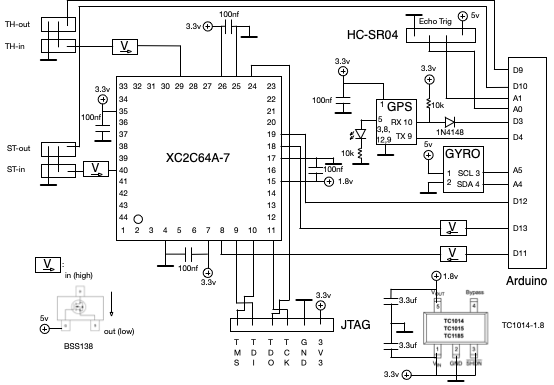 TH-out
TH-in
ST-out
ST-in
V
V
3.3v
100nf
33 32 31 30 29 28 27 26 25 24 23
34
35
36
37
38
39
40
41
42
43
44
1 2 3 4 5 6 7 8 9 10 11
22
21
20
19
18
17
16
15
14
13
12
XC2C64A-7
3.3v
100nf
100nf
3.3v
100nf
1.8v
HC-SR04
Echo Trig
5v
3.3v
100nf
GPS
1
5
3,8,
12,9
RX 10
TX 9
10k
3.3v
10k
1N4148
GYRO
5v
1
2
SCL 3
SDA 4
D9
D10
A1
A0
D3
D4
A5
A4
D12
D13
D11
Arduino
V
V
V :
in (high)
5v
out (low)
BSS138
TMS
TDI
TDO
TCK
GND
3V3
3.3v
JTAG
1.8v
3.3uf
3.3uf
3.3v
VOUT
Bypass
5
4
TC1014
TC1015
TC1185
1 2 3
VIN
GND
SHDN
TC1014-1.8